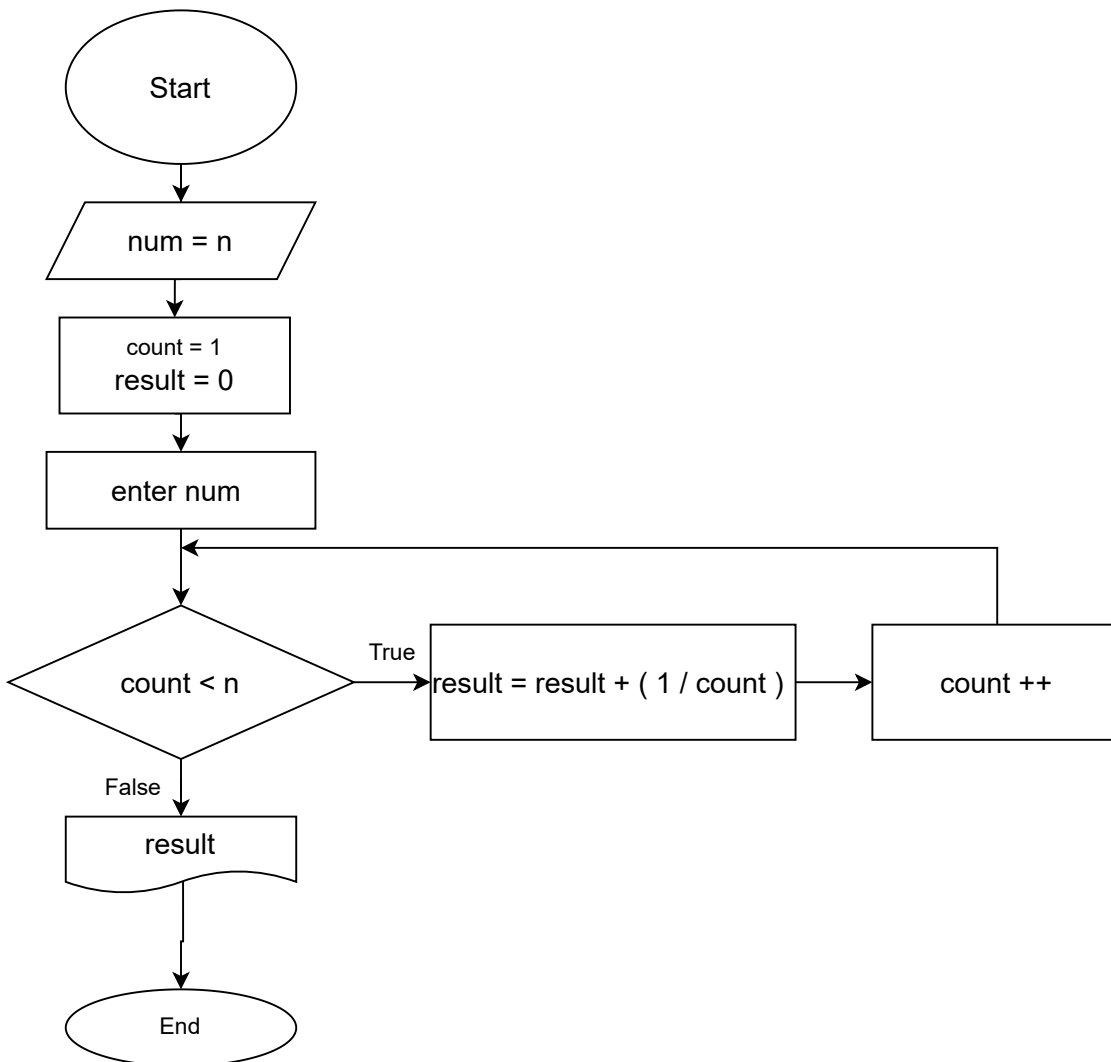 Start
num = n
count = 1
result = 0
enter num
count < n
True
result = result + ( 1 / count )
count ++
False
result
End